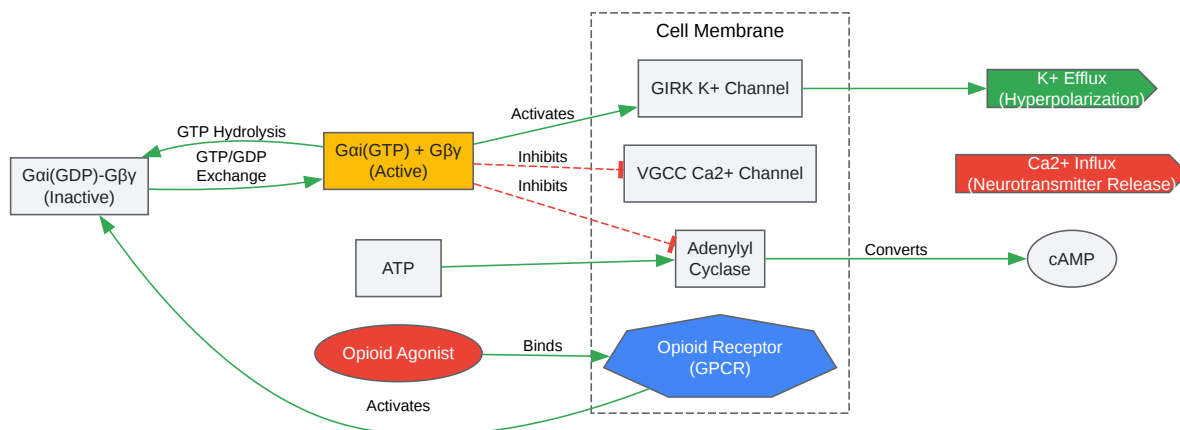 Cell Membrane
GIRK K+ Channel
K+ Efflux
(Hyperpolarization)
Activates
GTP Hydrolysis
GTP/GDP
Exchange
Gαi(GTP) + Gβγ
(Active)
Inhibits
Inhibits
VGCC Ca2+ Channel
Ca2+ Influx
(Neurotransmitter Release)
Gαi(GDP)-Gβγ
(Inactive)
ATP
Adenylyl
Cyclase
Converts
cAMP
Opioid Agonist
Binds
Opioid Receptor
(GPCR)
Activates